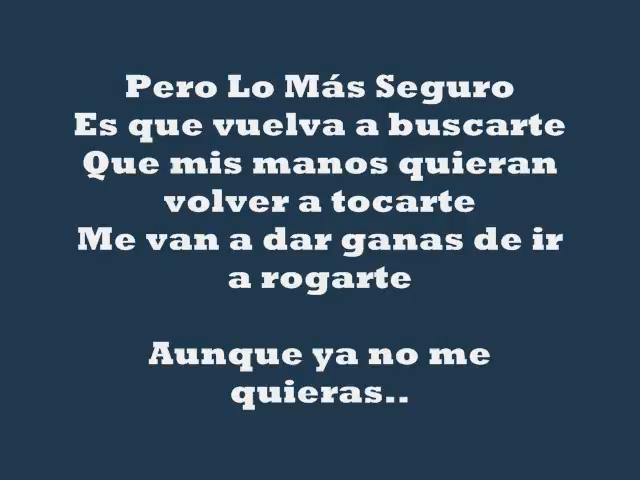 Pero Lo Más Seguro
Es que vuelva a buscarte
Que mis manos quieran
volver a tocarte
Me van a dar ganas de ir
a rogarte
Aunque ya no me
quieras..